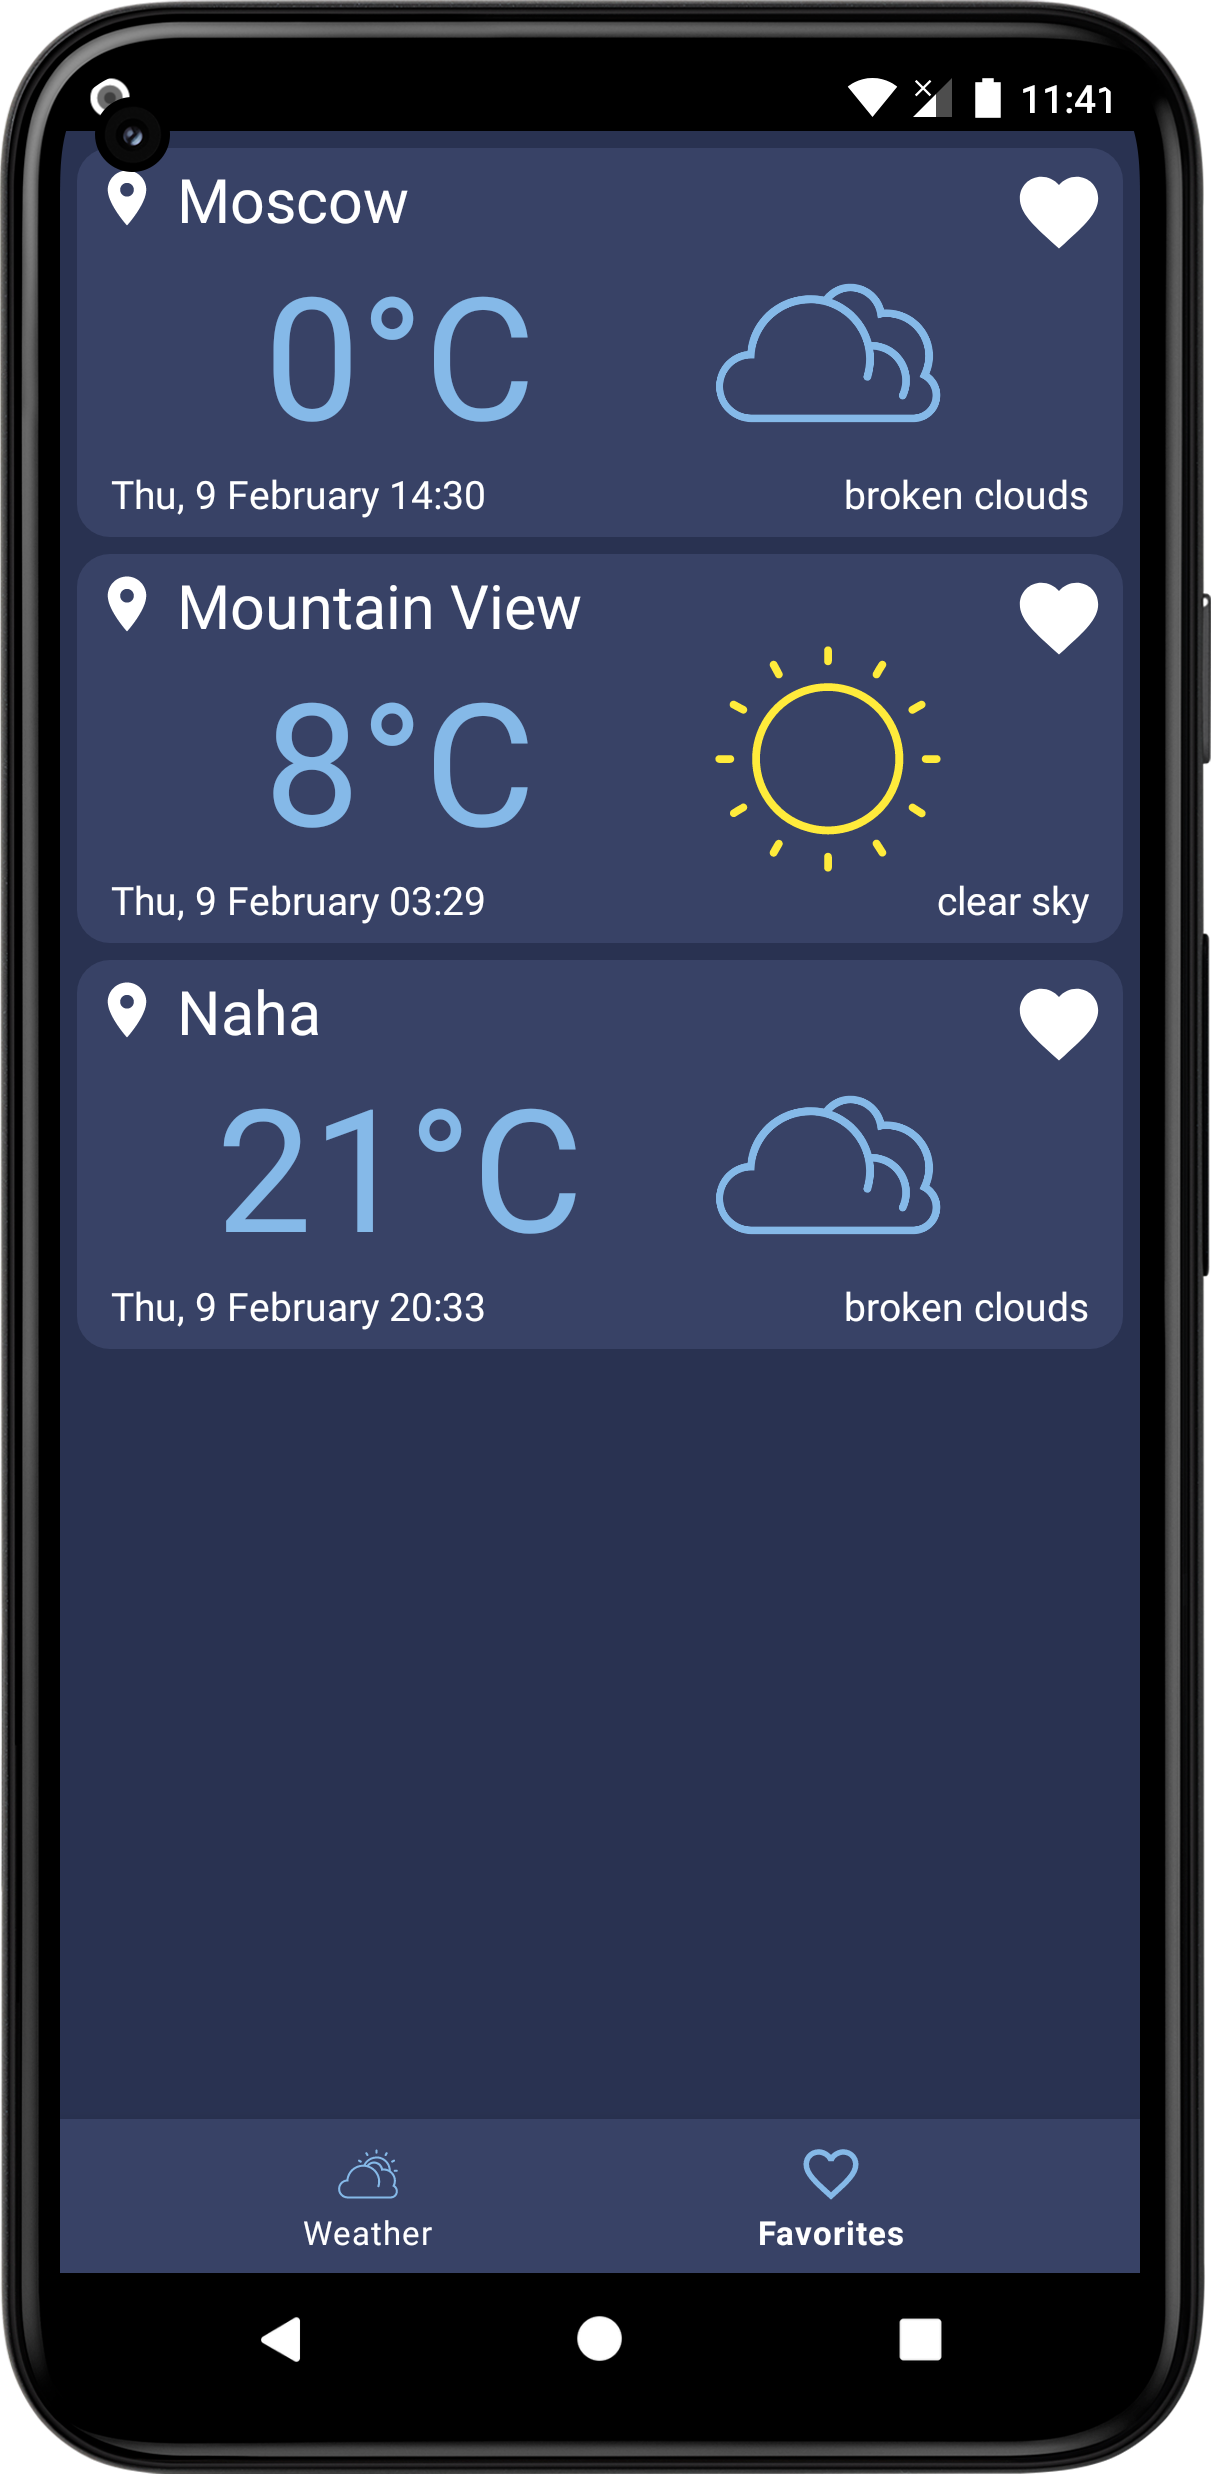 11:41
Moscow
0°C
Thu, 9 February 14:30
broken clouds
Mountain View
8°C
Thu, 9 February 03:29
clear sky
Naha
21°C
Thu, 9 February 20:33
broken clouds
Weather
Favorites